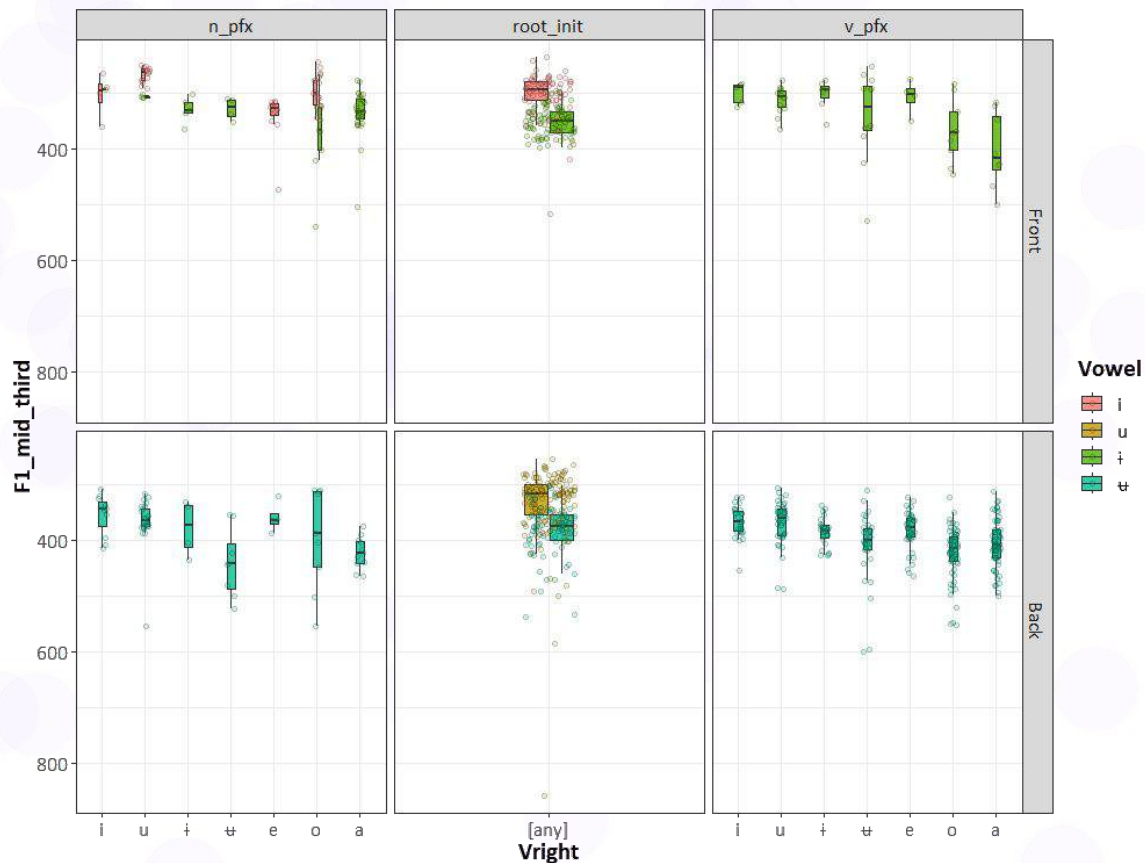 n_pfx root_init v_pfx
400
600
800
Front
F1_mid_third
400
600
800
Back
i u ɨ ʉ e o a [any] i u ɨ ʉ e o a
Vright
Vowel
i
u
ɨ
ʉ